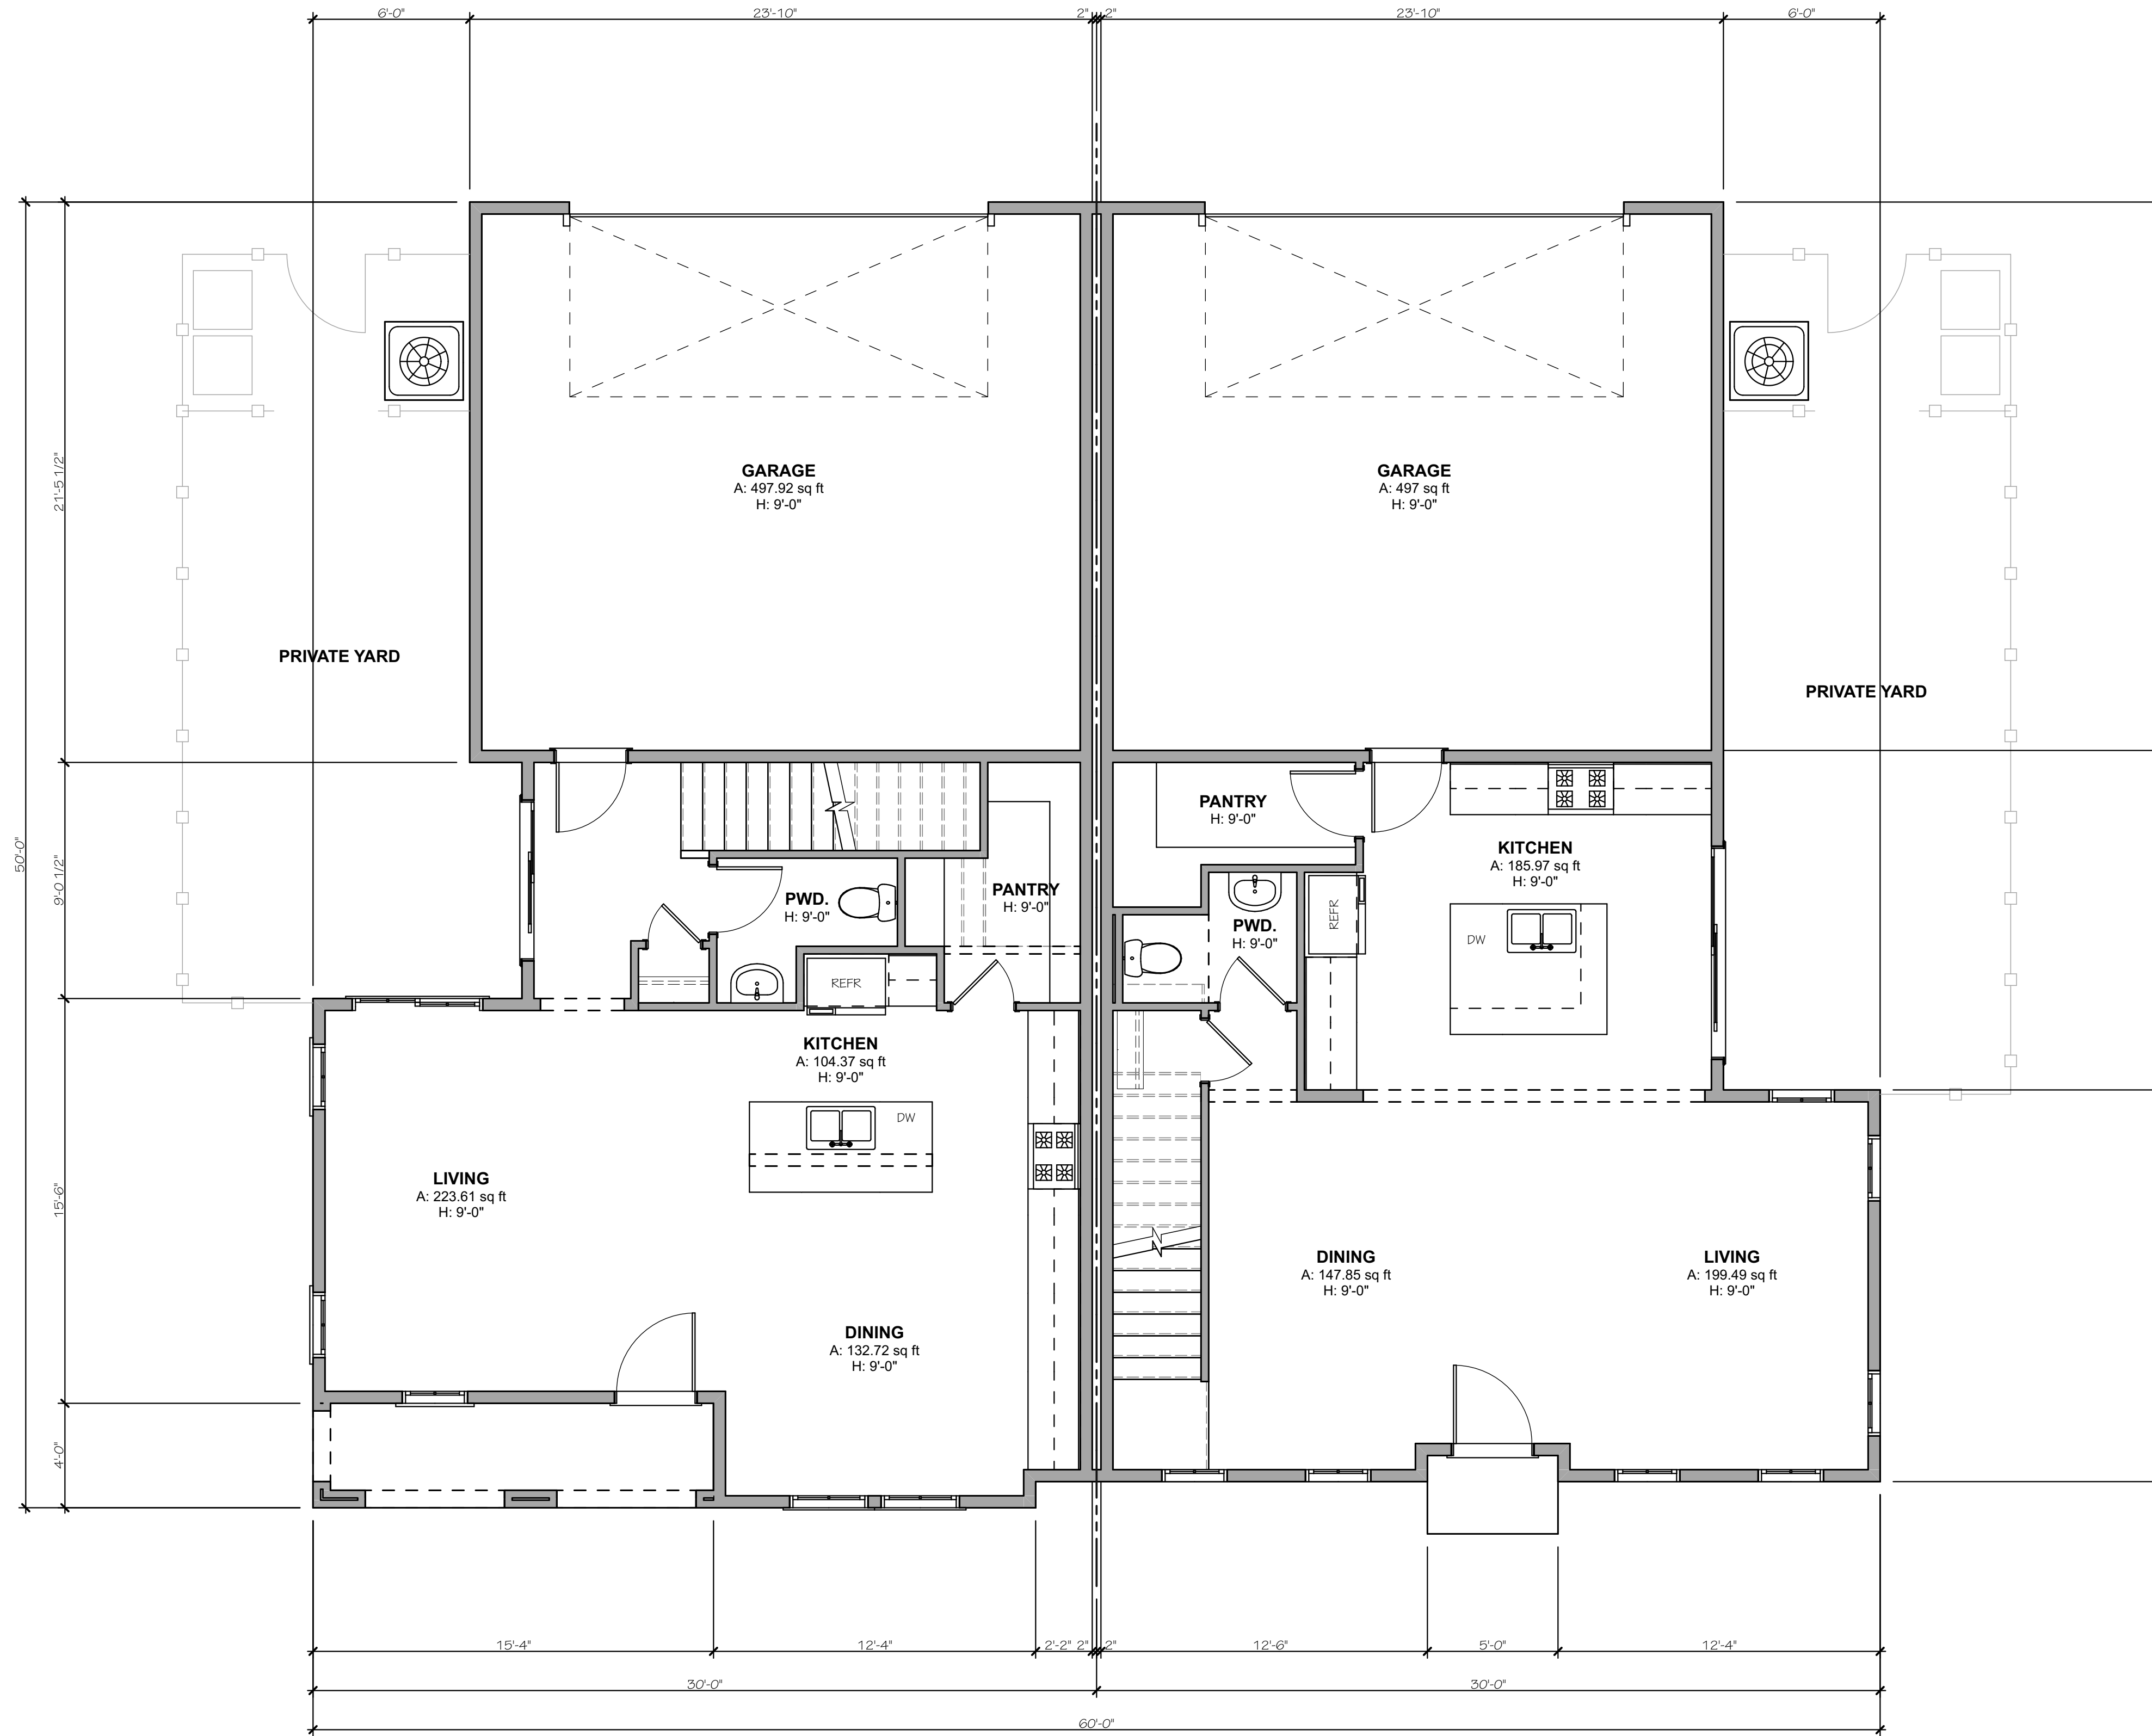 6'-0"
23'-10"
2"
2"
23'-10"
6'-0"
GARAGE
A: 497.92 sq ft
H: 9'-0"
GARAGE
A: 497 sq ft
H: 9'-0"
21'-5 1/2"
PRIVATE YARD
PRIVATE YARD
50'-0"
9'-0 1/2"
PANTRY
H: 9'-0"
KITCHEN
A: 185.97 sq ft
H: 9'-0"
PWD.
H: 9'-0"
PANTRY
H: 9'-0"
REFR
PWD.
H: 9'-0"
DW
REFR
KITCHEN
A: 104.37 sq ft
H: 9'-0"
DW
15'-6"
LIVING
A: 223.61 sq ft
H: 9'-0"
DINING
A: 147.85 sq ft
H: 9'-0"
LIVING
A: 199.49 sq ft
H: 9'-0"
DINING
A: 132.72 sq ft
H: 9'-0"
4'-0"
15'-4"
12'-4"
2'-2"
2"
2"
12'-6"
5'-0"
12'-4"
30'-0"
30'-0"
60'-0"